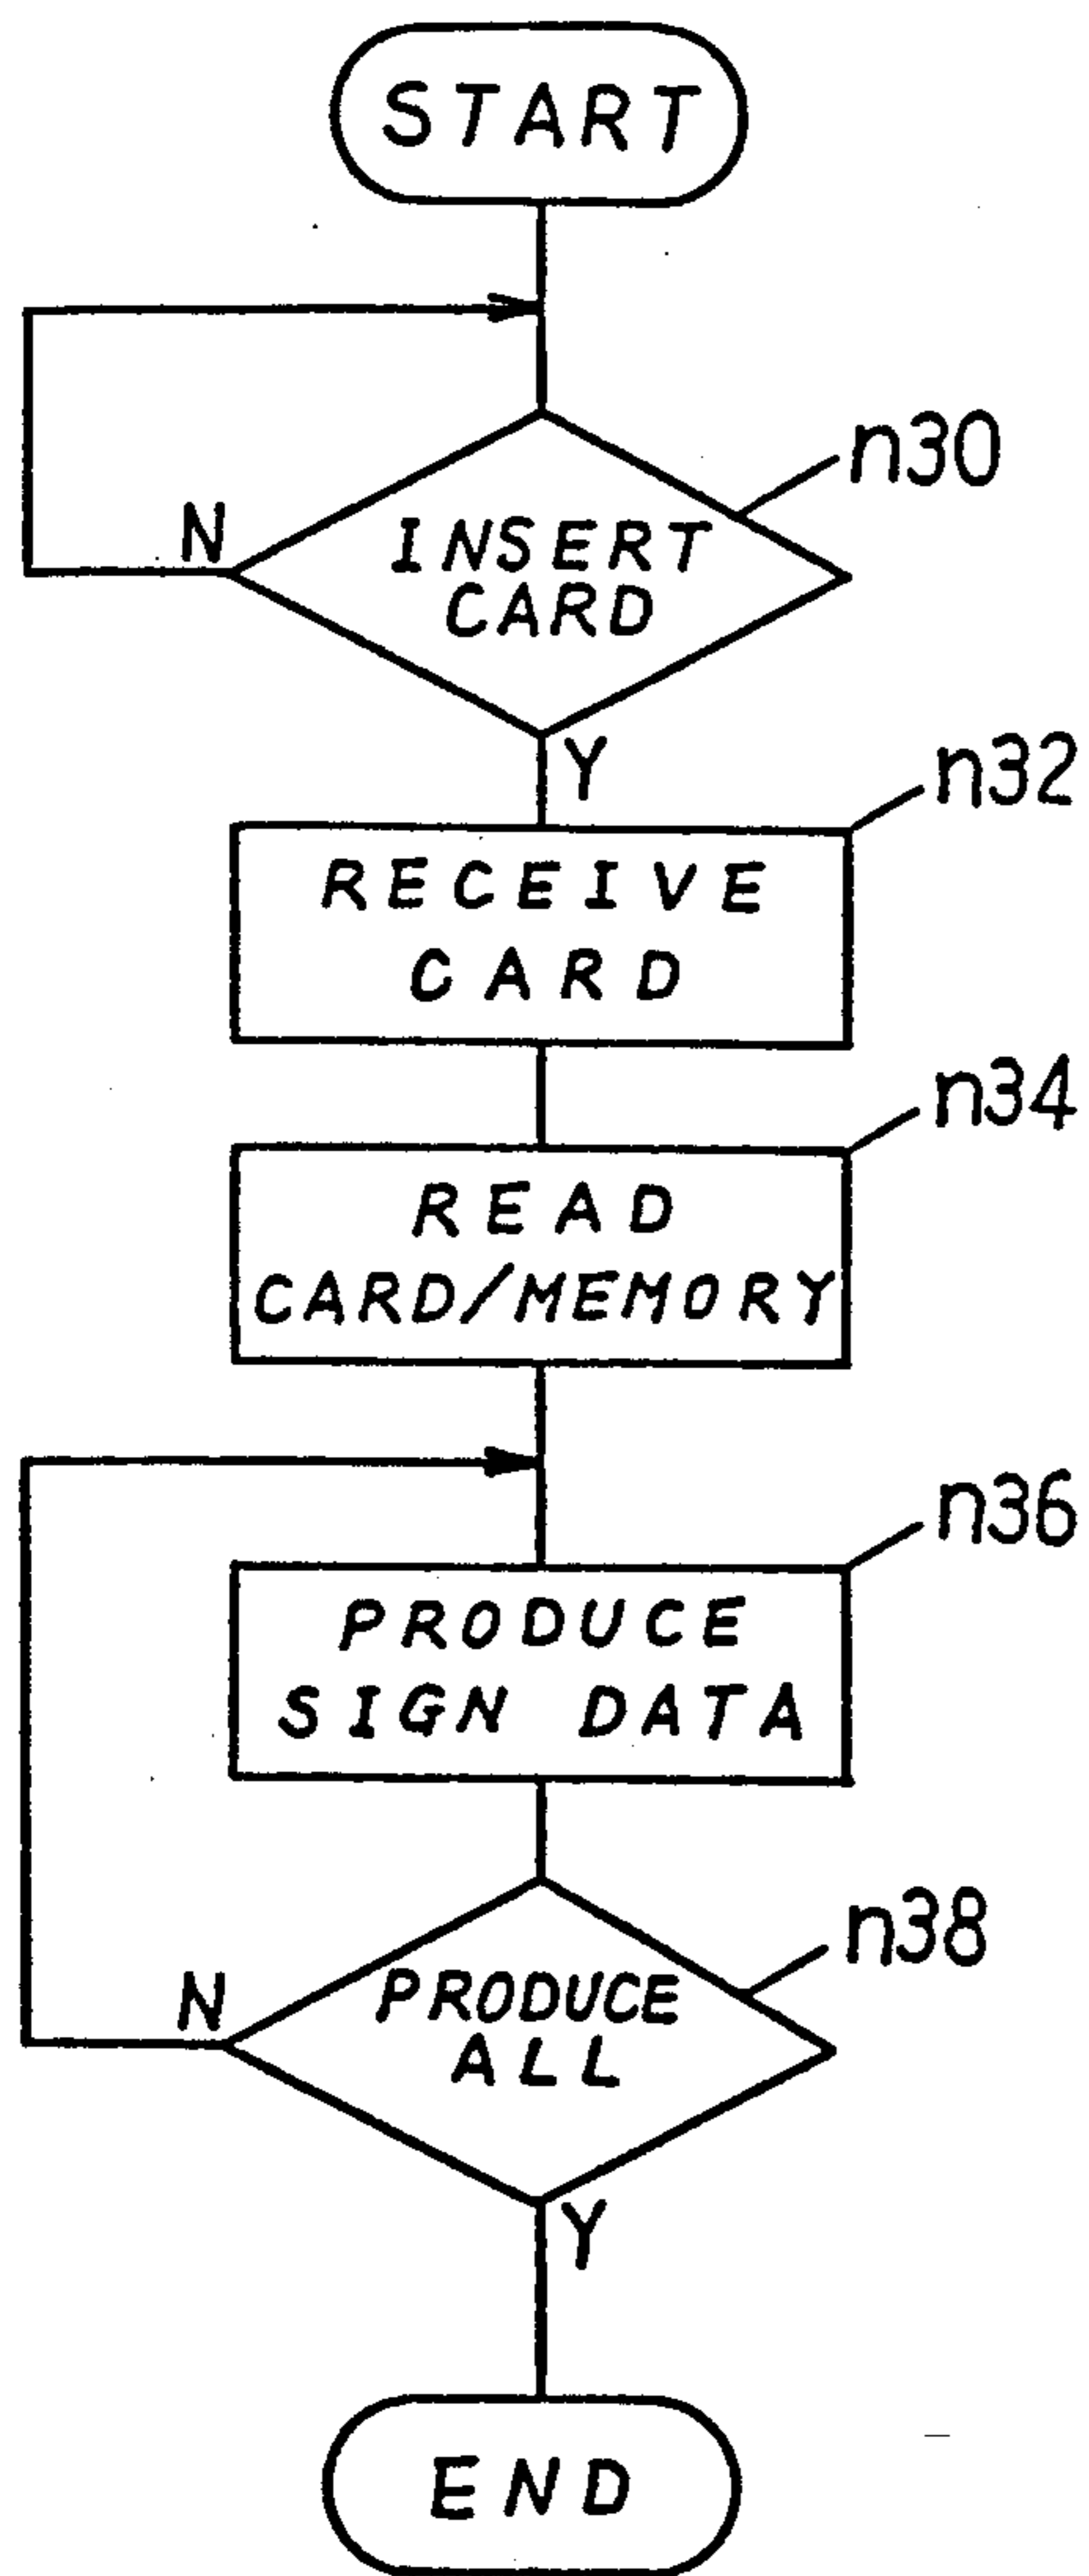 START
n30
N
INSERT
CARD
Y
n32
RECEIVE
CARD
n34
READ
CARD/MEMORY
n36
PRODUCE
SIGN DATA
n38
N
PRODUCE
ALL
Y
END